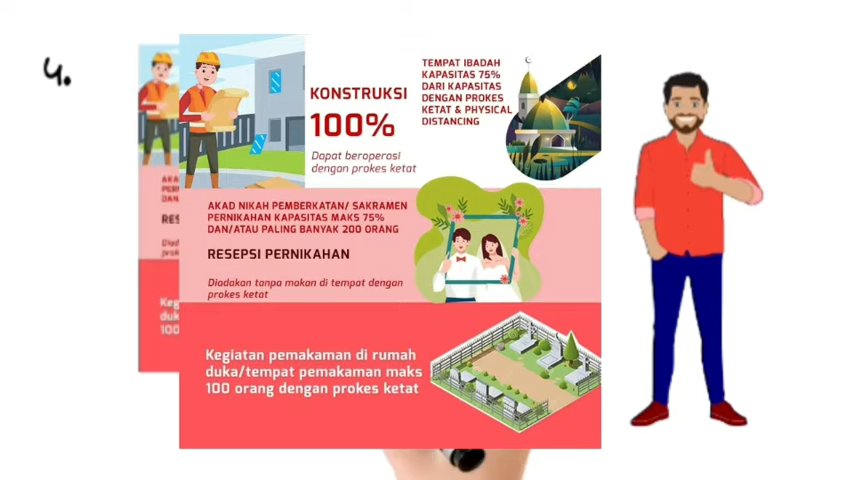 4.
KONSTRUKSI
100%
Dapat beroperosi
dengan prokes ketat
TEMPAT IBADAH
KAPASITAS 75%
DARI KAPASITAS
DENGAN PROKES
KETAT & PHYSICAL
DISTANCING
AKAD NIKAH PEMBERKATAN/ SAKRAMEN
PERNIKAHAN KAPASITAS MAKS 75%
DAN/ATAU PALING BANYAK 200 ORANG
RESEPSI PERNIKAHAN
Diadakan tanpa makan di tempat dengan
prokes ketat
Kegiatan pemakaman di rumah
duka/tempat pemakaman maks
100 orang dengan prokes ketat